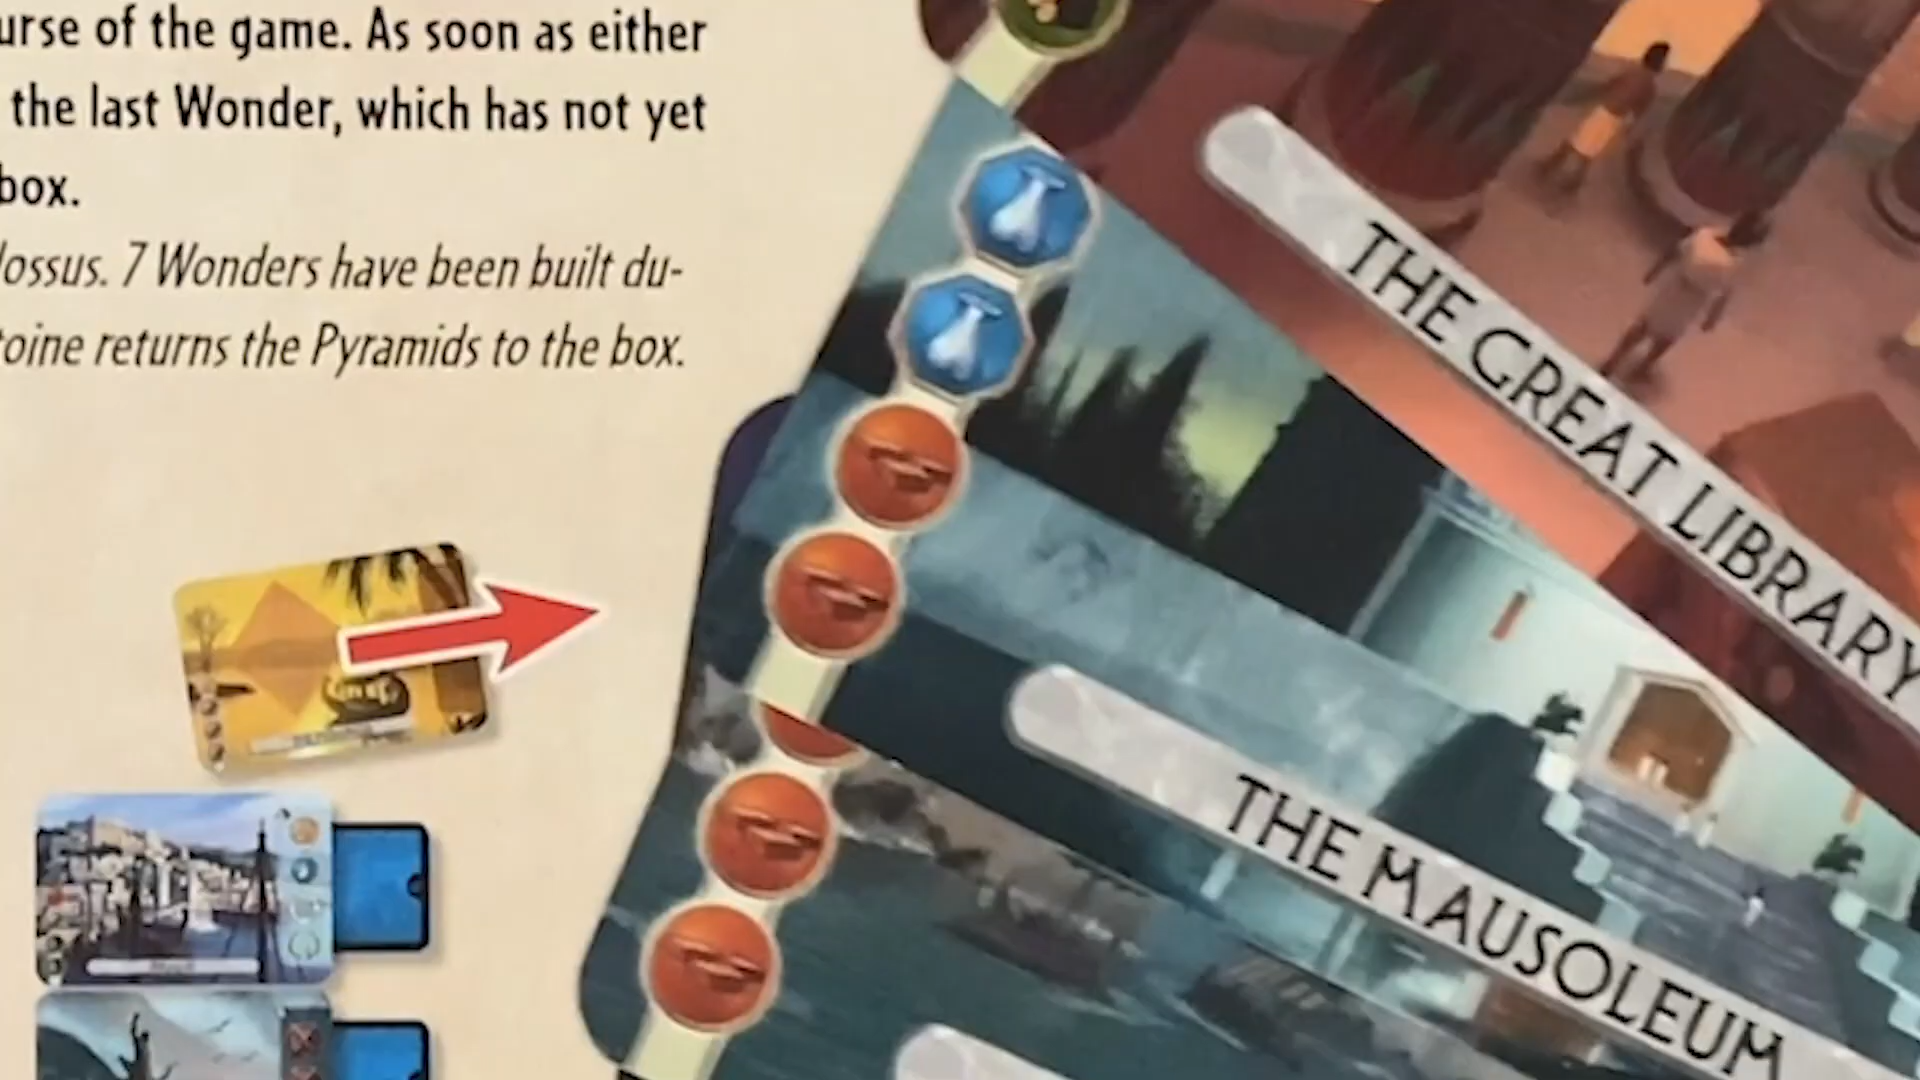 urse of the game. As soon as either
the last Wonder, which has not yet
box.
lossus. 7 Wonders have been built du-
toine returns the Pyramids to the box.
THE GREAT LIBRARY
THE MAUSOLEUM